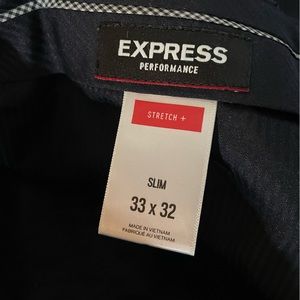 EXPRESS
PERFORMANCE
STRETCH +
SLIM
33 x 32
MADE IN VIETNAM
FABRIQUÉ AU VIETNAM